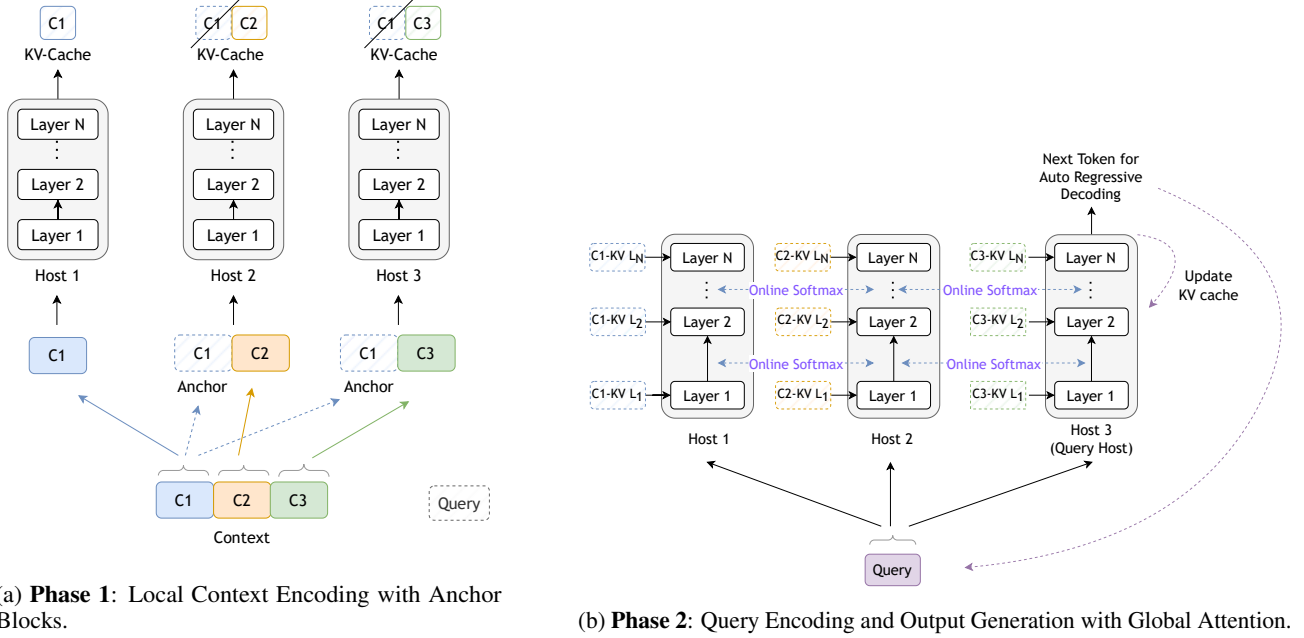 C1
C1 C2
C1 C3
KV-Cache
KV-Cache
KV-Cache
Layer N
Layer N
Layer N
⋮
⋮
⋮
Layer 2
Layer 2
Layer 2
Layer 1
Layer 1
Layer 1
Host 1
Host 2
Host 3
C1
C1 C2
C1 C3
Anchor
Anchor
C1 C2 C3
Query
Context
(a) Phase 1: Local Context Encoding with Anchor
Blocks.
Next Token for
Auto Regressive
Decoding
C1-KV LN
Layer N
C2-KV LN
Layer N
C3-KV LN
Layer N
Update
KV cache
⋮
Online Softmax
⋮
Online Softmax
⋮
C1-KV L2
Layer 2
C2-KV L2
Layer 2
C3-KV L2
Layer 2
Online Softmax
Online Softmax
C1-KV L1
Layer 1
C2-KV L1
Layer 1
C3-KV L1
Layer 1
Host 1
Host 2
Host 3
(Query Host)
Query
(b) Phase 2: Query Encoding and Output Generation with Global Attention.